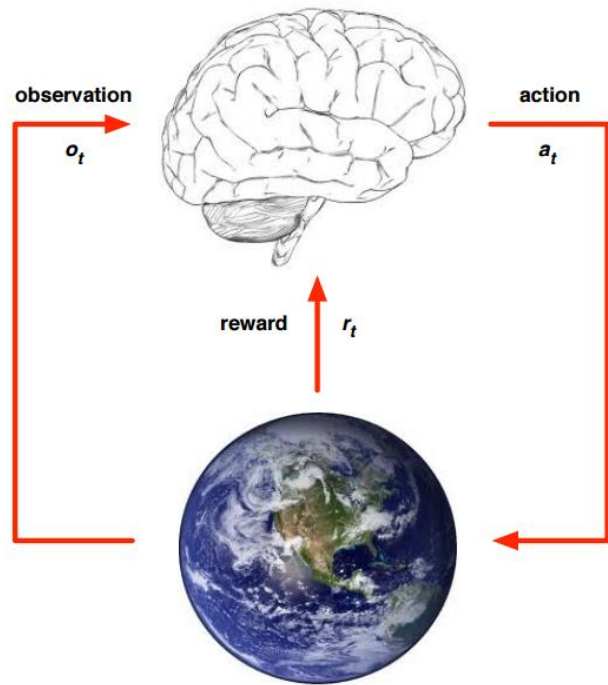 observation
action
o_t
a_t
reward
r_t